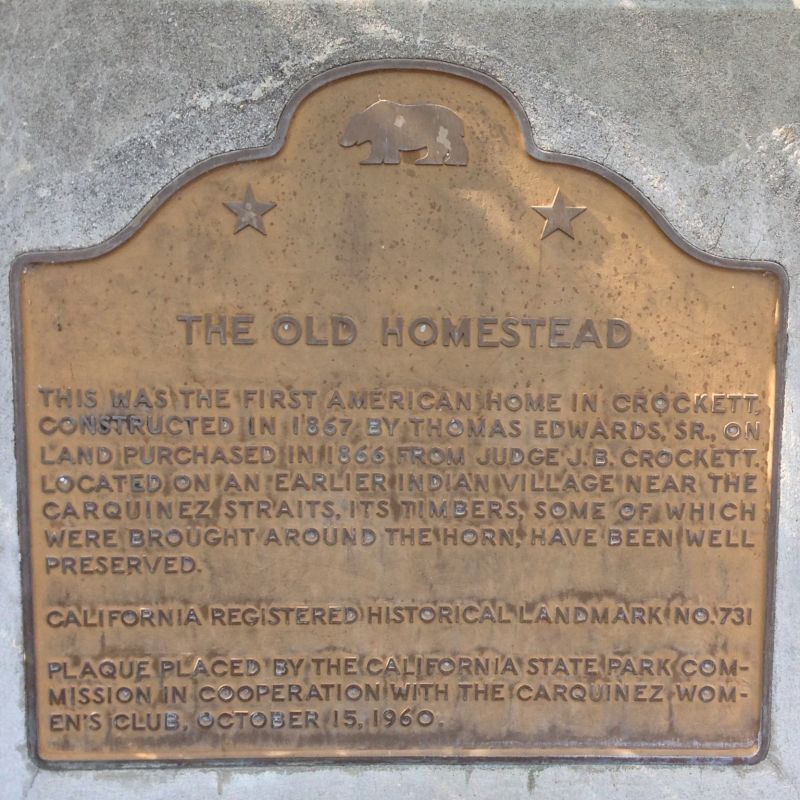 THE OLD HOMESTEAD
THIS WAS THE FIRST AMERICAN HOME IN CROCKETT,
CONSTRUCTED IN 1867 BY THOMAS EDWARDS, SR., ON
LAND PURCHASED IN 1866 FROM JUDGE J. B. CROCKETT.
LOCATED ON AN EARLIER INDIAN VILLAGE NEAR THE
CARQUINEZ STRAITS, ITS TIMBERS, SOME OF WHICH
WERE BROUGHT AROUND THE HORN, HAVE BEEN WELL
PRESERVED.
CALIFORNIA REGISTERED HISTORICAL LANDMARK NO. 731
PLAQUE PLACED BY THE CALIFORNIA STATE PARK COM-
MISSION IN COOPERATION WITH THE CARQUINEZ WOM-
EN'S CLUB, OCTOBER 15, 1960.